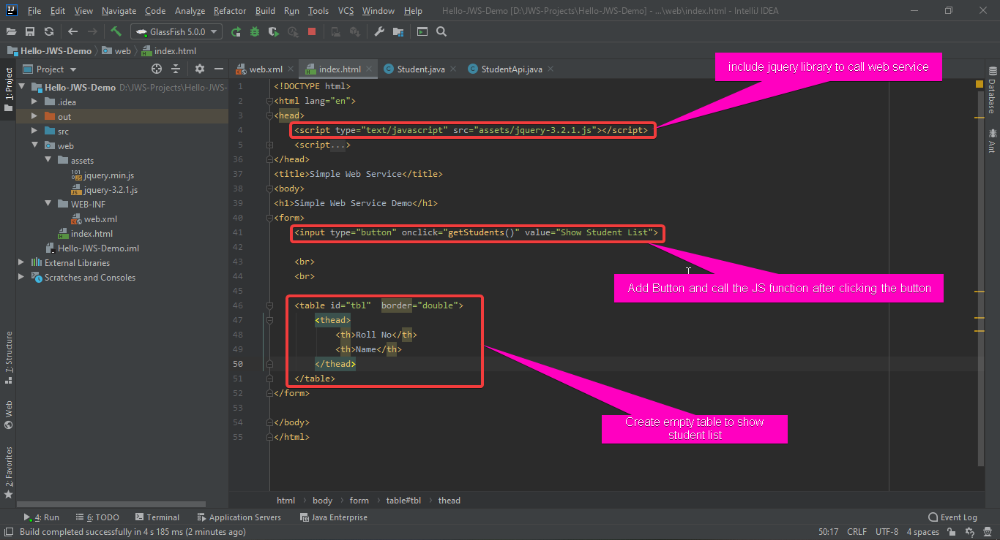 File Edit View Navigate Code Analyze Refactor Build Run Tools VCS Window Help Hello-JWS-Demo [D:\JWS-Projects\Hello-JWS-Demo] - ...\web\index.html - IntelliJ IDEA
GlassFish 5.0.0
Hello-JWS-Demo web index.html
Project
web.xml index.html Student.java StudentApi.java
include jquery library to call web service
1: Project
Hello-JWS-Demo D:\JWS-Projects\Hello-JWS-
.idea
out
src
web
assets
jquery.min.js
jquery-3.2.1.js
WEB-INF
web.xml
index.html
Hello-JWS-Demo.iml
External Libraries
Scratches and Consoles
7: Structure
Web
2: Favorites
1 <!DOCTYPE html>
2 <html lang="en">
3 <head>
4 <script type="text/javascript" src="assets/jquery-3.2.1.js"></script>
5 <script...>
36 </head>
37 <title>Simple Web Service</title>
38 <body>
39 <h1>Simple Web Service Demo</h1>
40 <form>
41 <input type="button" onclick="getStudents()" value="Show Student List">
42
43 <br>
44 <br>
45
46 <table id="tbl" border="double">
47 <thead>
48 <th>Roll No</th>
49 <th>Name</th>
50 </thead>
51 </table>
52 </form>
53
54 </body>
55 </html>
Add Button and call the JS function after clicking the button
Create empty table to show
student list
Database
Ant
html body form table#tbl thead
4: Run 6: TODO Terminal Application Servers Java Enterprise Event Log
Build completed successfully in 4 s 185 ms (2 minutes ago) 50:17 CRLF UTF-8 4 spaces